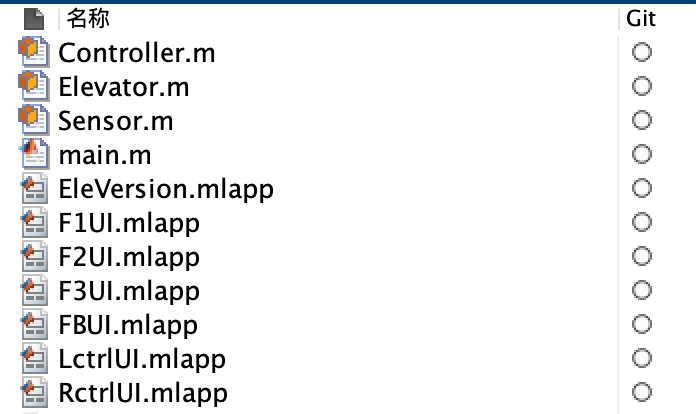 名称 Git
Controller.m
Elevator.m
Sensor.m
main.m
EleVersion.mlapp
F1UI.mlapp
F2UI.mlapp
F3UI.mlapp
FBUI.mlapp
LctrlUI.mlapp
RctrlUI.mlapp